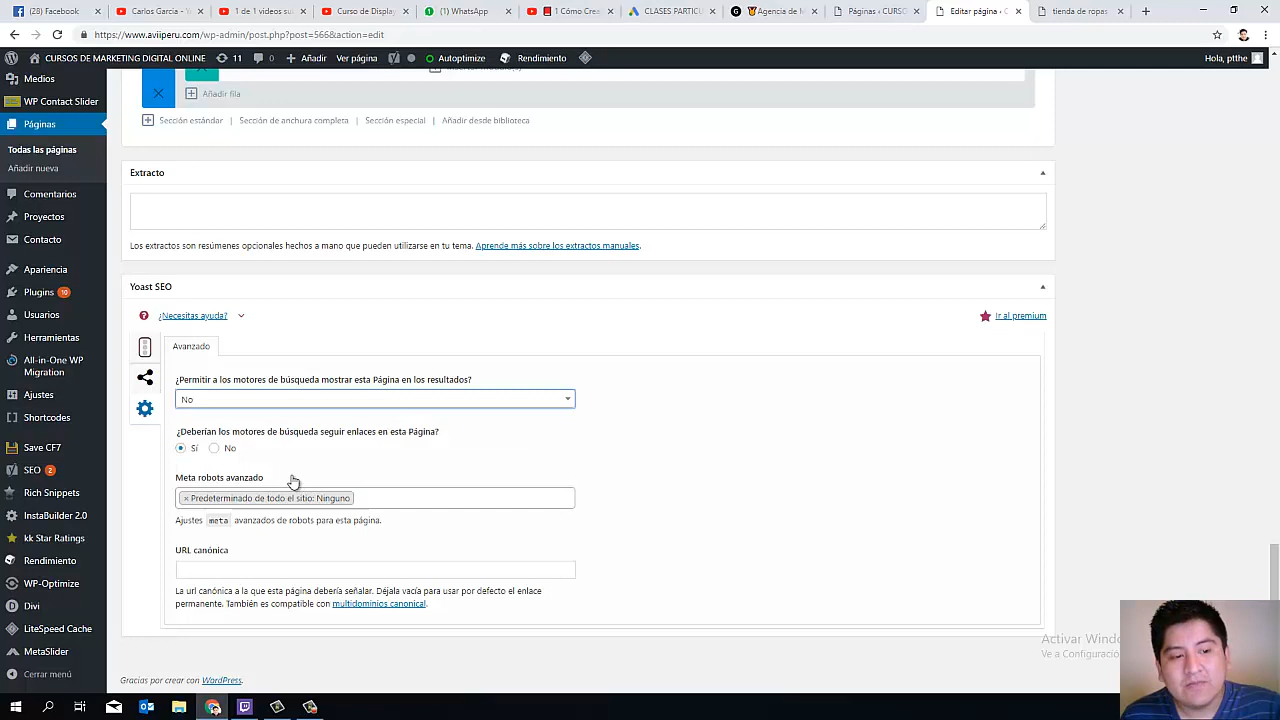 (20) Facebook
Carlos Garcia - Y
1 de 1 videos su
Curso de Display
(1) WhatsApp
1 Cómo Crea
CLASES PARTICU
Agencia de M
Páginas ‹ CURSO
Editar página ‹ C
tienda de ropas
https://www.aviiperu.com/wp-admin/post.php?post=566&action=edit
CURSOS DE MARKETING DIGITAL ONLINE
11
0
Añadir
Ver página
Autoptimize
Rendimiento
Hola, ptthe
Medios
WP Contact Slider
Páginas
Todas las páginas
Añadir nueva
Comentarios
Proyectos
Contacto
Apariencia
Plugins 10
Usuarios
Herramientas
All-in-One WP
Migration
Ajustes
Shortcodes
Save CF7
SEO 2
Rich Snippets
InstaBuilder 2.0
kk Star Ratings
Rendimiento
WP-Optimize
Divi
LiteSpeed Cache
MetaSlider
Cerrar menú
Añadir fila
Sección estándar | Sección de anchura completa | Sección especial | Añadir desde biblioteca
Extracto
Los extractos son resúmenes opcionales hechos a mano que pueden utilizarse en tu tema. Aprende más sobre los extractos manuales.
Yoast SEO
¿Necesitas ayuda?
Ir al premium
Avanzado
¿Permitir a los motores de búsqueda mostrar esta Página en los resultados?
No
¿Deberían los motores de búsqueda seguir enlaces en esta Página?
Sí No
Meta robots avanzado
× Predeterminado de todo el sitio: Ninguno
Ajustes meta avanzados de robots para esta página.
URL canónica
La url canónica a la que esta página debería señalar. Déjala vacía para usar por defecto el enlace
permanente. También es compatible con multidominios canonical.
Gracias por crear con WordPress.
Activar Windo
Ve a Configuració